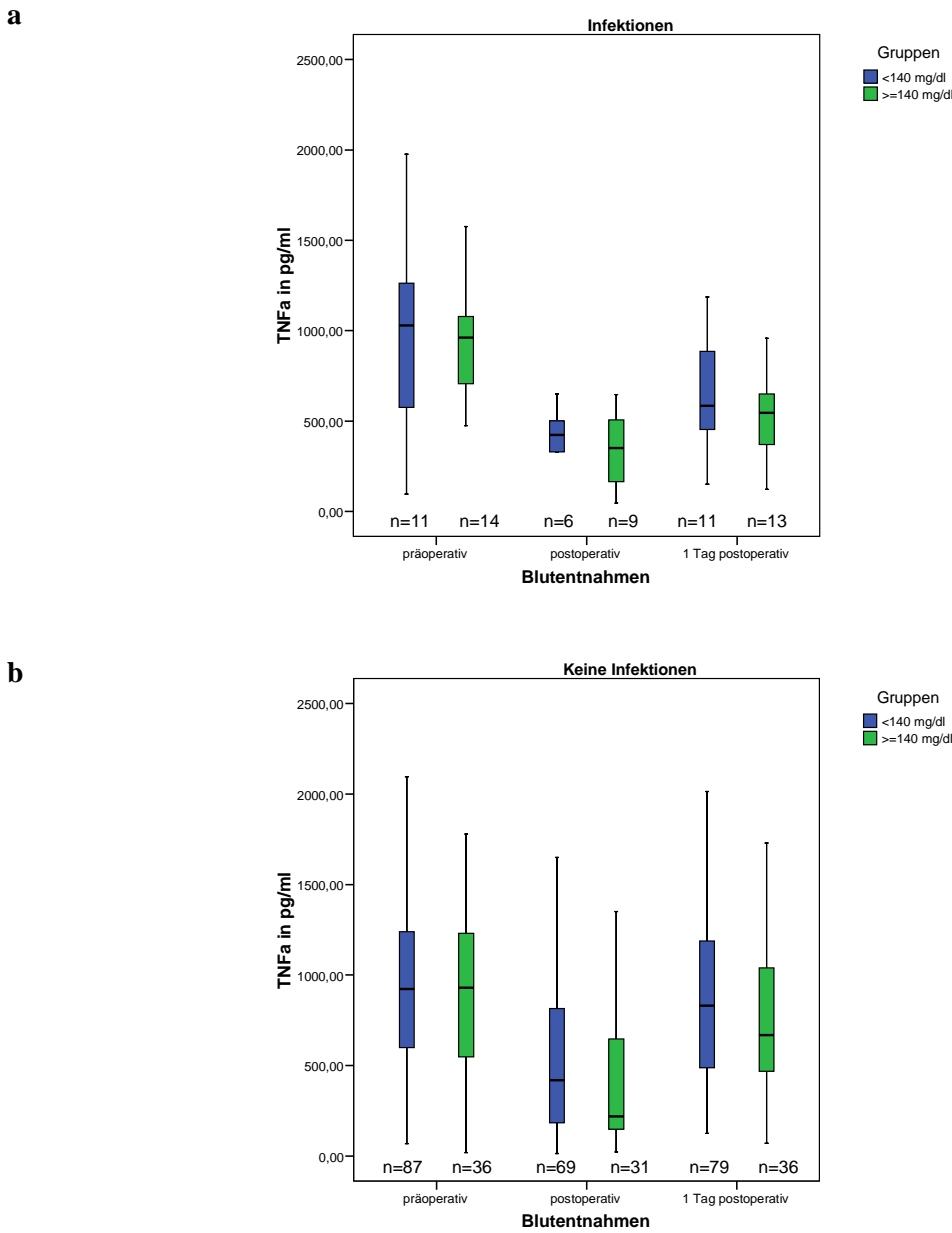 a
Infektionen
Gruppen
<140 mg/dl
>=140 mg/dl
2500,00
2000,00
1500,00
1000,00
500,00
0,00
TNFa in pg/ml
n=11 n=14 n=6 n=9 n=11 n=13
präoperativ postoperativ 1 Tag postoperativ
Blutentnahmen
b
Keine Infektionen
Gruppen
<140 mg/dl
>=140 mg/dl
2500,00
2000,00
1500,00
1000,00
500,00
0,00
TNFa in pg/ml
n=87 n=36 n=69 n=31 n=79 n=36
präoperativ postoperativ 1 Tag postoperativ
Blutentnahmen